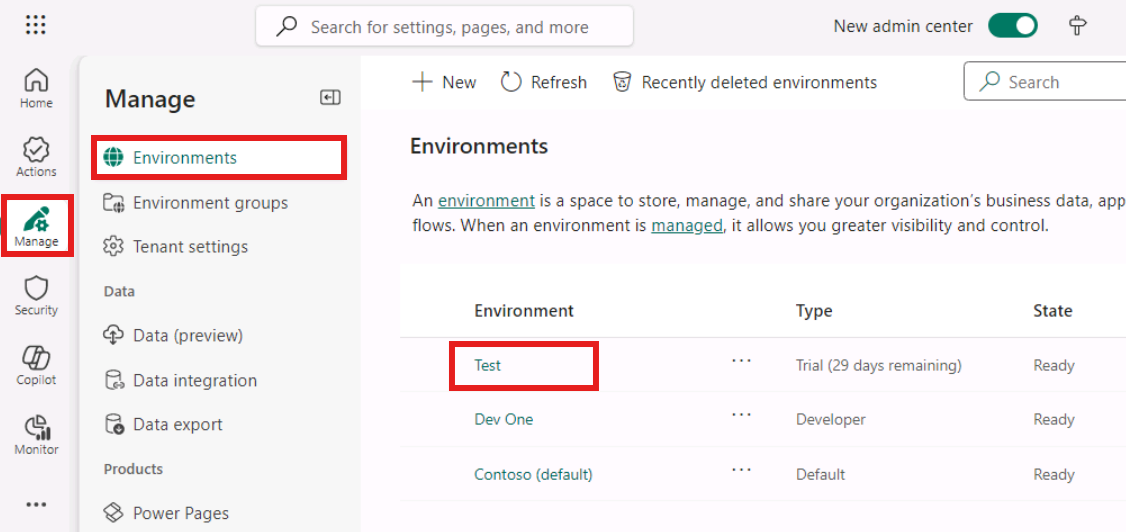 Search for settings, pages, and more
New admin center
Home
Actions
Manage
Security
Copilot
Monitor
Manage
Environments
Environment groups
Tenant settings
Data
Data (preview)
Data integration
Data export
Products
Power Pages
New Refresh Recently deleted environments Search
Environments
An environment is a space to store, manage, and share your organization's business data, app
flows. When an environment is managed, it allows you greater visibility and control.
Environment Type State
Test ... Trial (29 days remaining) Ready
Dev One ... Developer Ready
Contoso (default) ... Default Ready